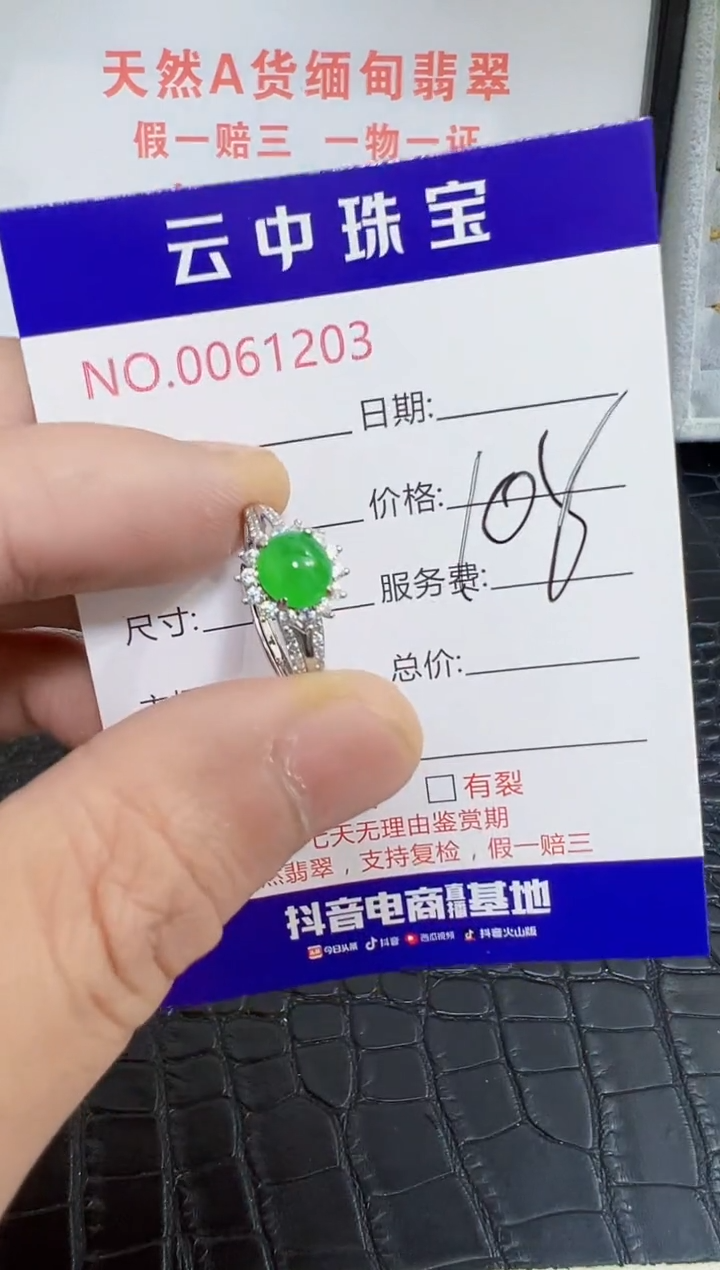 天然A货缅甸翡翠
假一赔三 一物一证
云中珠宝
NO.0061203
日期:
价格: 108
尺寸: 服务费:
总价:
有裂
七天无理由鉴赏期
然翡翠，支持复检，假一赔三
抖音电商直播基地
今日头条 抖音 西瓜视频 抖音火山版